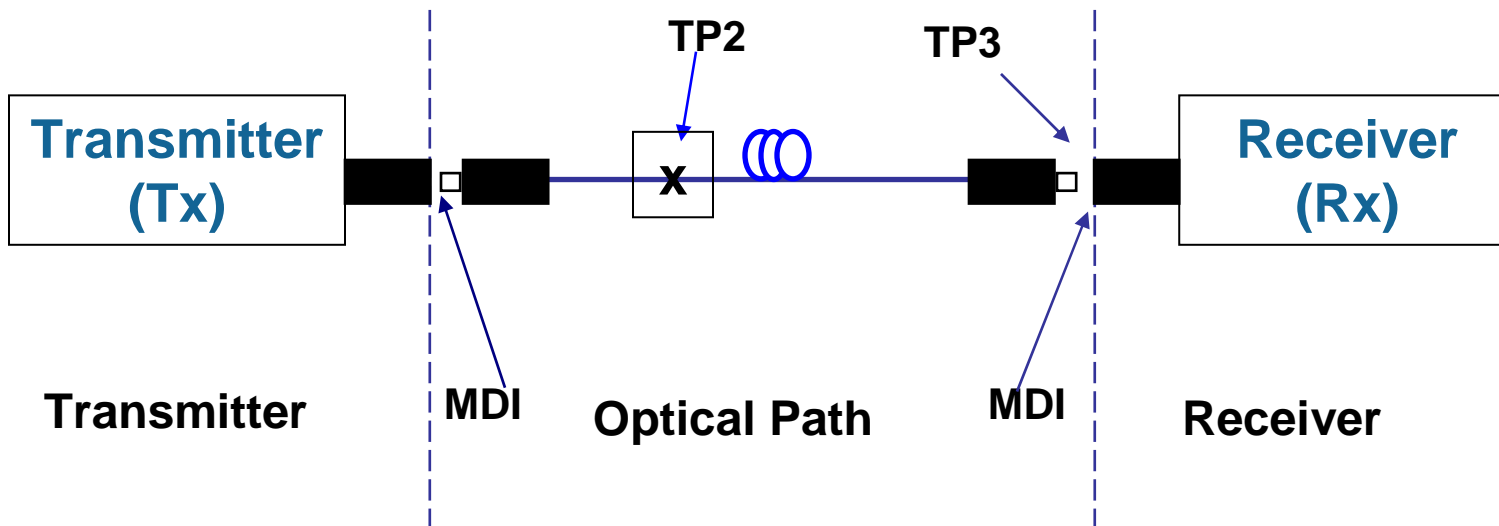 TP2
TP3
Transmitter
(Tx)
x
Receiver
(Rx)
MDI
MDI
Transmitter
Optical Path
Receiver